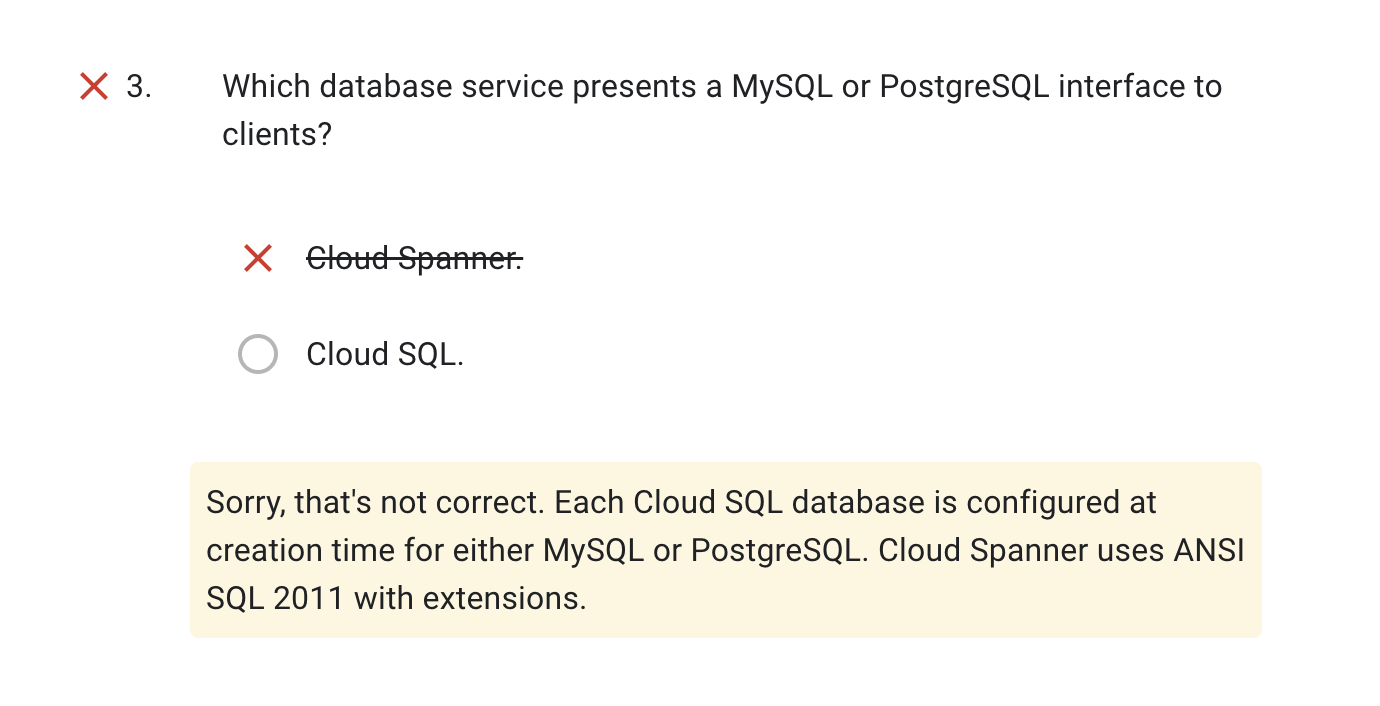 3. Which database service presents a MySQL or PostgreSQL interface to
clients?
Cloud Spanner.
Cloud SQL.
Sorry, that's not correct. Each Cloud SQL database is configured at
creation time for either MySQL or PostgreSQL. Cloud Spanner uses ANSI
SQL 2011 with extensions.